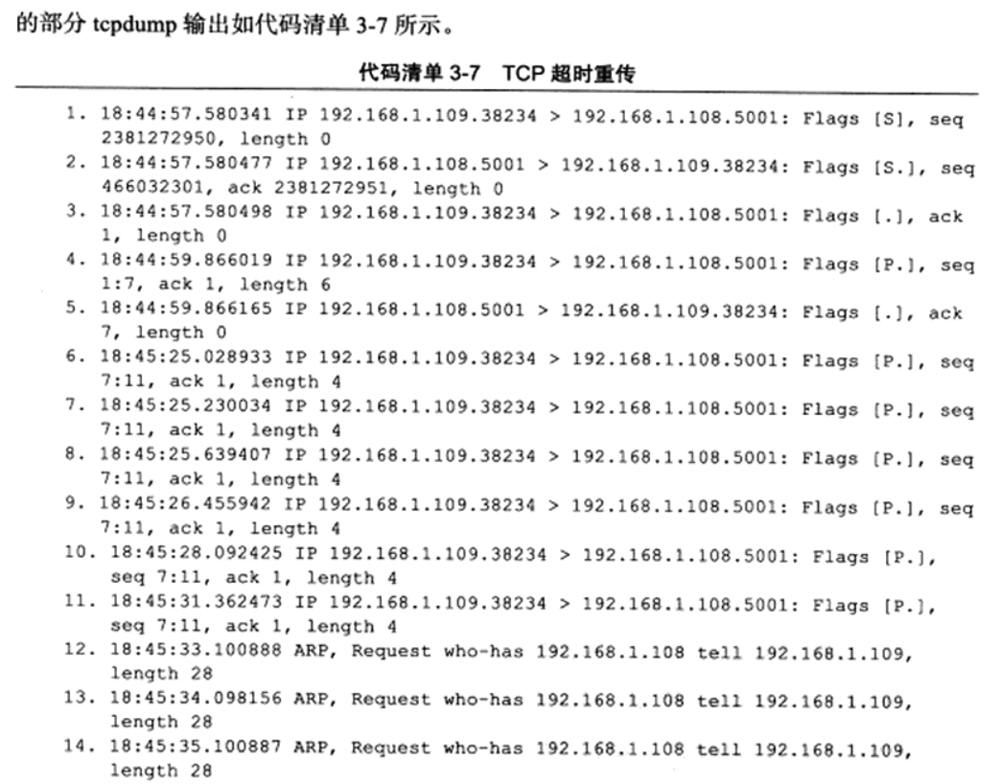 的部分 tcpdump 输出如代码清单 3-7 所示。
代码清单 3-7 TCP 超时重传
1. 18:44:57.580341 IP 192.168.1.109.38234 > 192.168.1.108.5001: Flags [S], seq
2381272950, length 0
2. 18:44:57.580477 IP 192.168.1.108.5001 > 192.168.1.109.38234: Flags [S.], seq
466032301, ack 2381272951, length 0
3. 18:44:57.580498 IP 192.168.1.109.38234 > 192.168.1.108.5001: Flags [.], ack
1, length 0
4. 18:44:59.866019 IP 192.168.1.109.38234 > 192.168.1.108.5001: Flags [P.], seq
1:7, ack 1, length 6
5. 18:44:59.866165 IP 192.168.1.108.5001 > 192.168.1.109.38234: Flags [.], ack
7, length 0
6. 18:45:25.028933 IP 192.168.1.109.38234 > 192.168.1.108.5001: Flags [P.], seq
7:11, ack 1, length 4
7. 18:45:25.230034 IP 192.168.1.109.38234 > 192.168.1.108.5001: Flags [P.], seq
7:11, ack 1, length 4
8. 18:45:25.639407 IP 192.168.1.109.38234 > 192.168.1.108.5001: Flags [P.], seq
7:11, ack 1, length 4
9. 18:45:26.455942 IP 192.168.1.109.38234 > 192.168.1.108.5001: Flags [P.], seq
7:11, ack 1, length 4
10. 18:45:28.092425 IP 192.168.1.109.38234 > 192.168.1.108.5001: Flags [P.],
seq 7:11, ack 1, length 4
11. 18:45:31.362473 IP 192.168.1.109.38234 > 192.168.1.108.5001: Flags [P.],
seq 7:11, ack 1, length 4
12. 18:45:33.100888 ARP, Request who-has 192.168.1.108 tell 192.168.1.109,
length 28
13. 18:45:34.098156 ARP, Request who-has 192.168.1.108 tell 192.168.1.109,
length 28
14. 18:45:35.100887 ARP, Request who-has 192.168.1.108 tell 192.168.1.109,
length 28